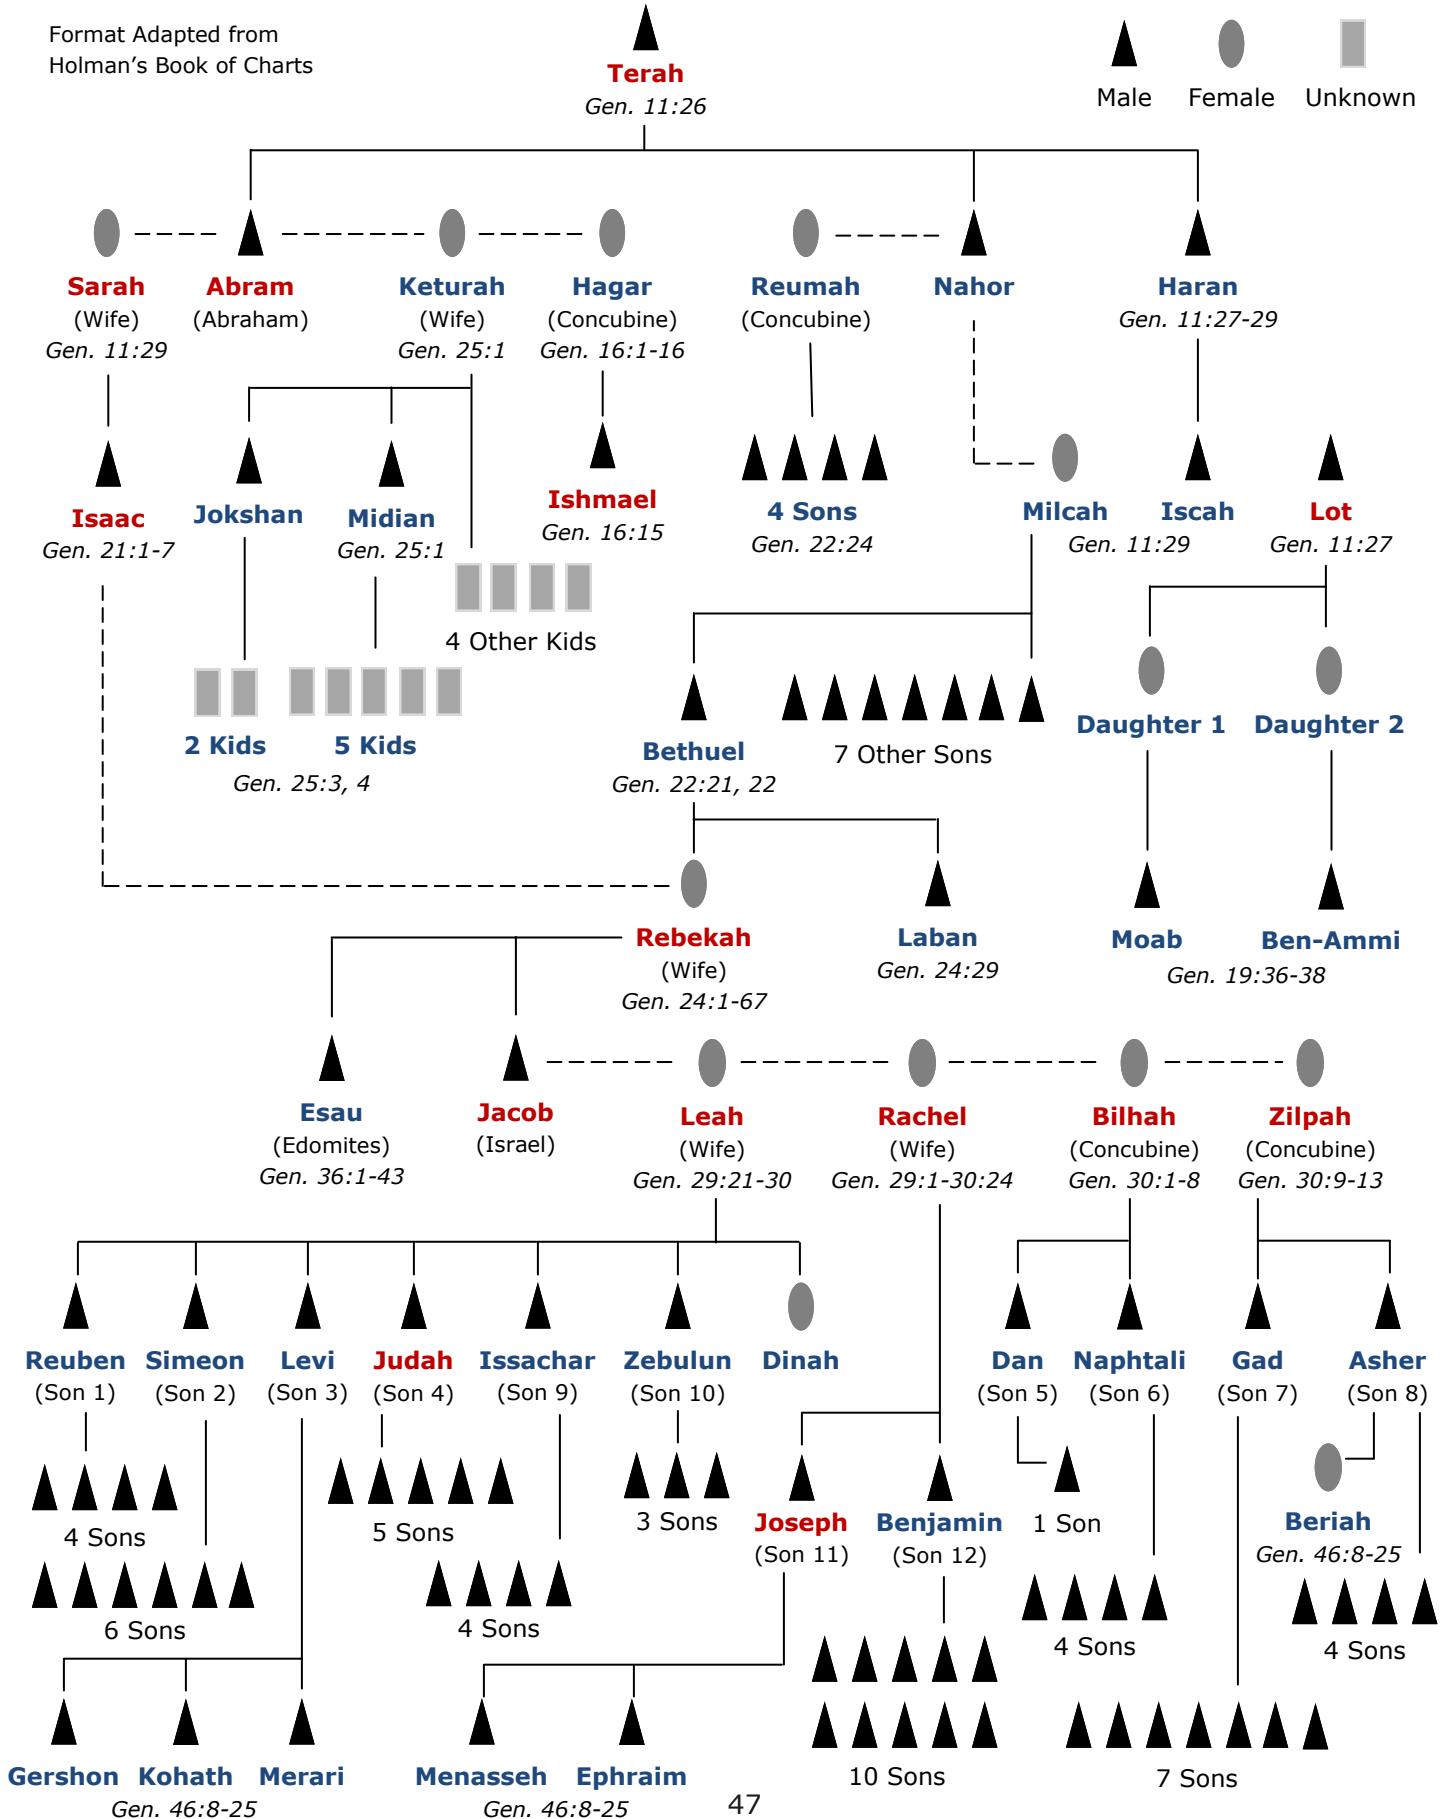 Format Adapted from
Holman's Book of Charts
Terah
Gen. 11:26
Male Female Unknown
Sarah Abram Keturah Hagar Reumah Nahor Haran
(Wife) (Abraham) (Wife) (Concubine) (Concubine) Gen. 11:27-29
Gen. 11:29 Gen. 25:1 Gen. 16:1-16
Isaac Jokshan Midian Ishmael 4 Sons Milcah Iscah Lot
Gen. 21:1-7 Gen. 25:1 Gen. 16:15 Gen. 22:24 Gen. 11:29 Gen. 11:27
4 Other Kids
2 Kids 5 Kids Bethuel 7 Other Sons Daughter 1 Daughter 2
Gen. 25:3, 4 Gen. 22:21, 22
Rebekah Laban Moab Ben-Ammi
(Wife) Gen. 24:29 Gen. 19:36-38
Gen. 24:1-67
Esau Jacob Leah Rachel Bilhah Zilpah
(Edomites) (Israel) (Wife) (Wife) (Concubine) (Concubine)
Gen. 36:1-43 Gen. 29:21-30 Gen. 29:1-30:24 Gen. 30:1-8 Gen. 30:9-13
Reuben Simeon Levi Judah Issachar Zebulun Dinah Dan Naphtali Gad Asher
(Son 1) (Son 2) (Son 3) (Son 4) (Son 9) (Son 10) (Son 5) (Son 6) (Son 7) (Son 8)
4 Sons 5 Sons 3 Sons Joseph Benjamin 1 Son Beriah
(Son 11) (Son 12) Gen. 46:8-25
6 Sons 4 Sons 4 Sons 4 Sons
Gershon Kohath Merari Menasseh Ephraim 10 Sons 7 Sons
Gen. 46:8-25 Gen. 46:8-25
47